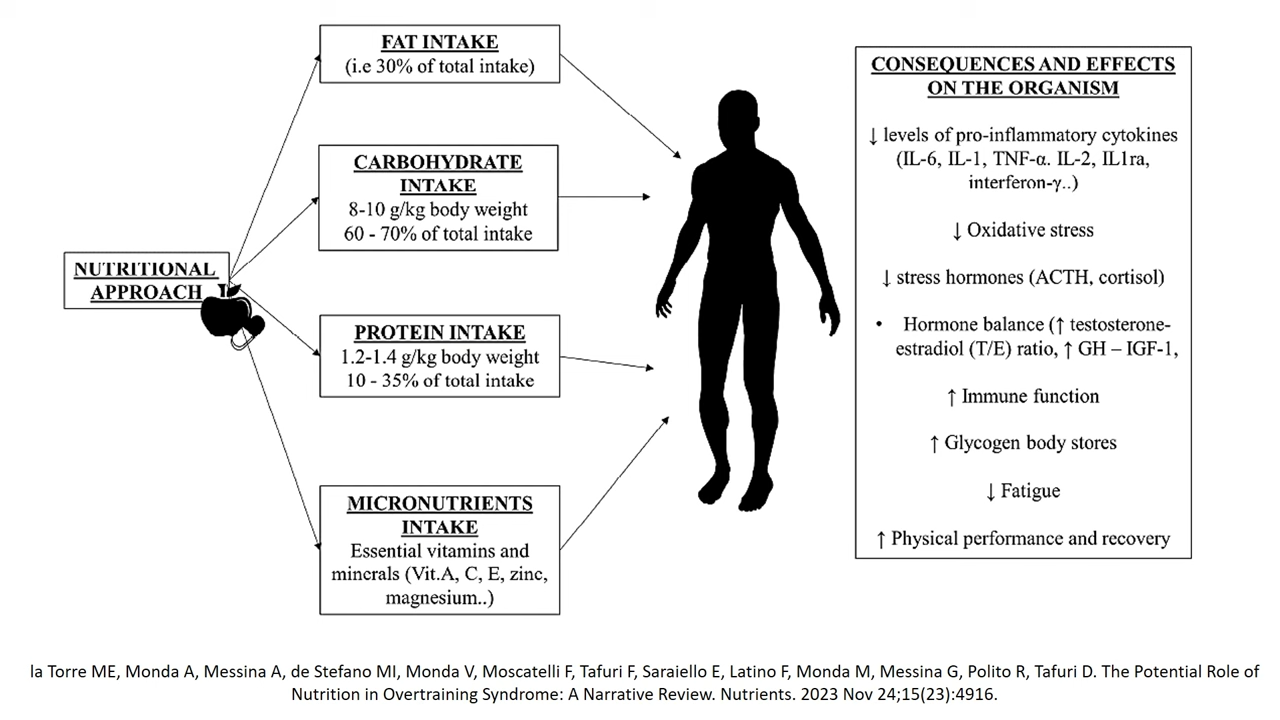 FAT INTAKE
(i.e 30% of total intake)
CARBOHYDRATE
INTAKE
8-10 g/kg body weight
60 - 70% of total intake
NUTRITIONAL
APPROACH
PROTEIN INTAKE
1.2-1.4 g/kg body weight
10 - 35% of total intake
MICRONUTRIENTS
INTAKE
Essential vitamins and
minerals (Vit.A, C, E, zinc,
magnesium..)
CONSEQUENCES AND EFFECTS
ON THE ORGANISM
↓ levels of pro-inflammatory cytokines
(IL-6, IL-1, TNF-α. IL-2, IL1ra,
interferon-γ..)
↓ Oxidative stress
↓ stress hormones (ACTH, cortisol)
• Hormone balance (↑ testosterone-
estradiol (T/E) ratio, ↑ GH – IGF-1,
↑ Immune function
↑ Glycogen body stores
↓ Fatigue
↑ Physical performance and recovery
la Torre ME, Monda A, Messina A, de Stefano MI, Monda V, Moscatelli F, Tafuri F, Saraiello E, Latino F, Monda M, Messina G, Polito R, Tafuri D. The Potential Role of
Nutrition in Overtraining Syndrome: A Narrative Review. Nutrients. 2023 Nov 24;15(23):4916.